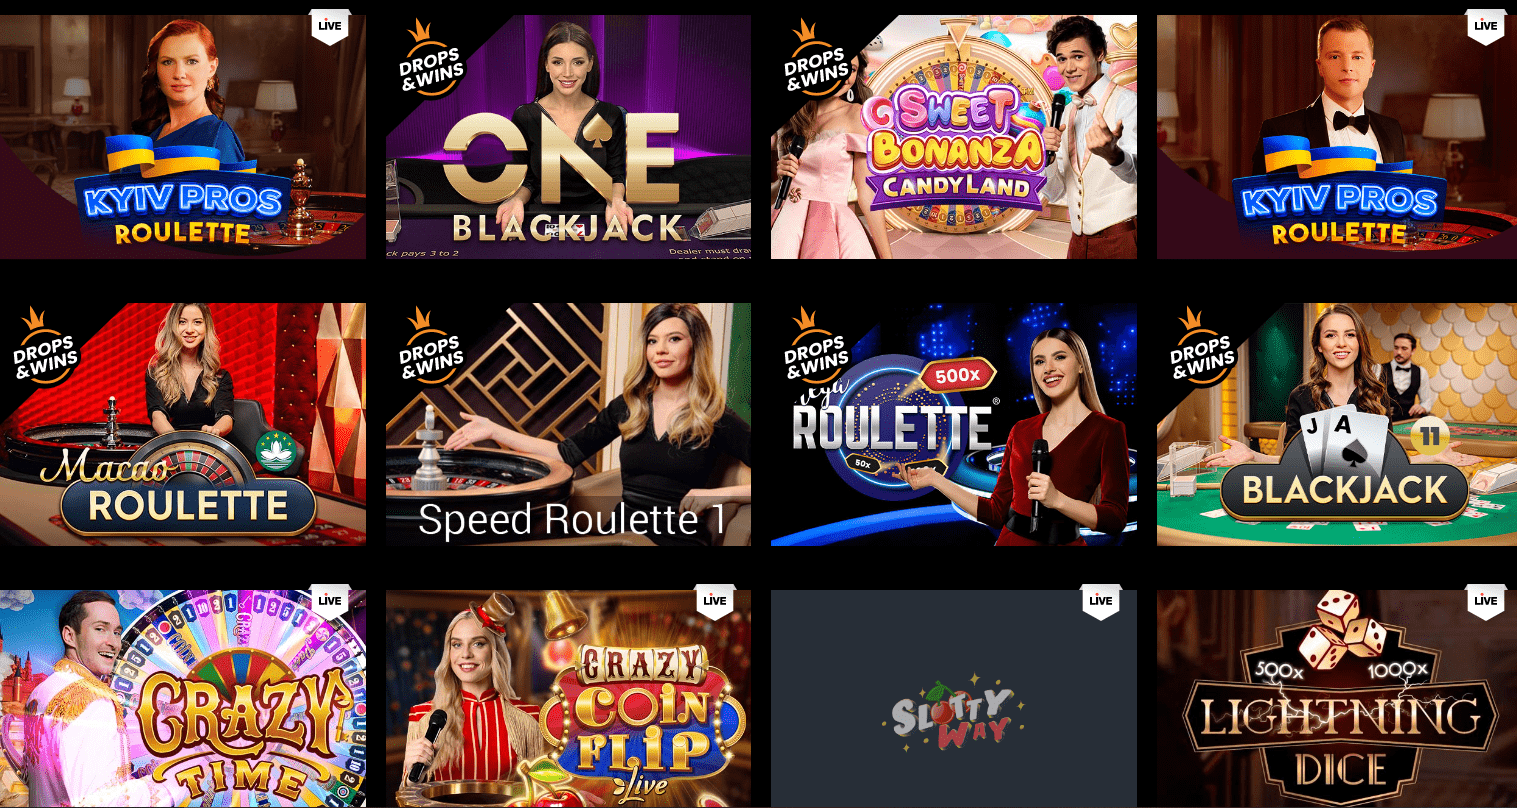 LIVE
DROPS
&WINS
DROPS
&WINS
LIVE
KYIV PROS
ROULETTE
ONE
BLACKJACK
ck pays 3 to 2
Dealer must dra
SWEET
BONANZA
CANDYLAND
KYIV PROS
ROULETTE
DROPS
&WINS
DROPS
&WINS
DROPS
&WINS
DROPS
&WINS
Macao
ROULETTE
Speed Roulette 1
500x
ROULETTE®
50x
J A
11
BLACKJACK
LIVE
LIVE
LIVE
LIVE
CRAZY
TIME
CRAZY
COIN
FLIP
Live
SLOTTY
WAY
500x 1000x
LIGHTNING
DICE